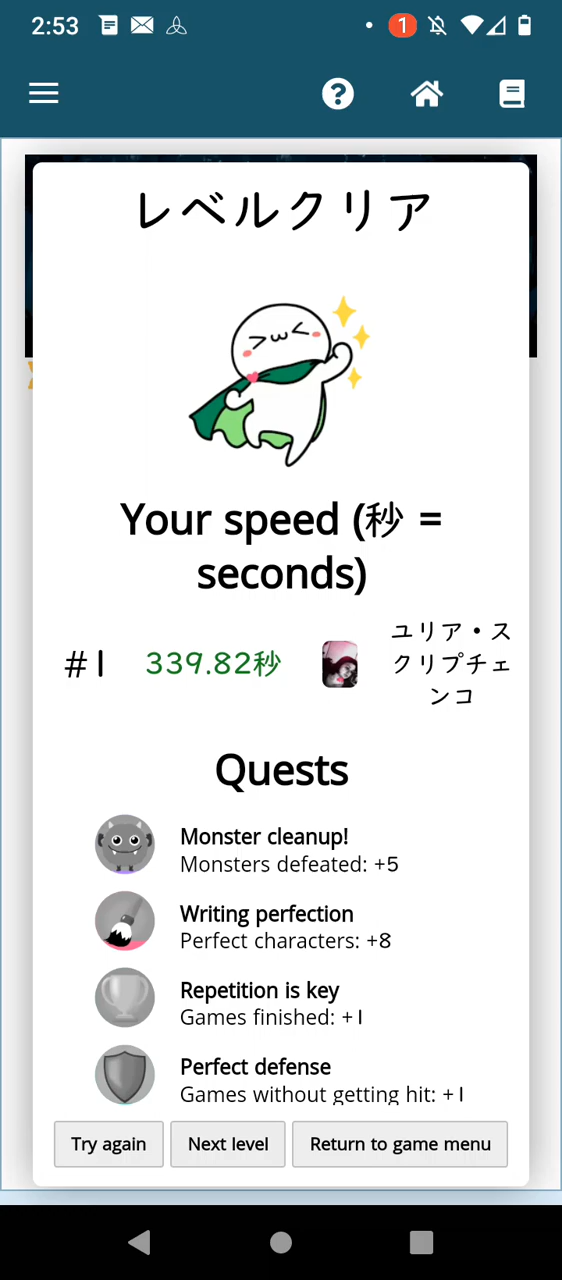 2:53
1
レベルクリア
Your speed (秒 =
seconds)
#1 339.82秒 ユリア・ス
クリプチェ
ンコ
Quests
Monster cleanup!
Monsters defeated: +5
Writing perfection
Perfect characters: +8
Repetition is key
Games finished: +1
Perfect defense
Games without getting hit: +1
Try again Next level Return to game menu